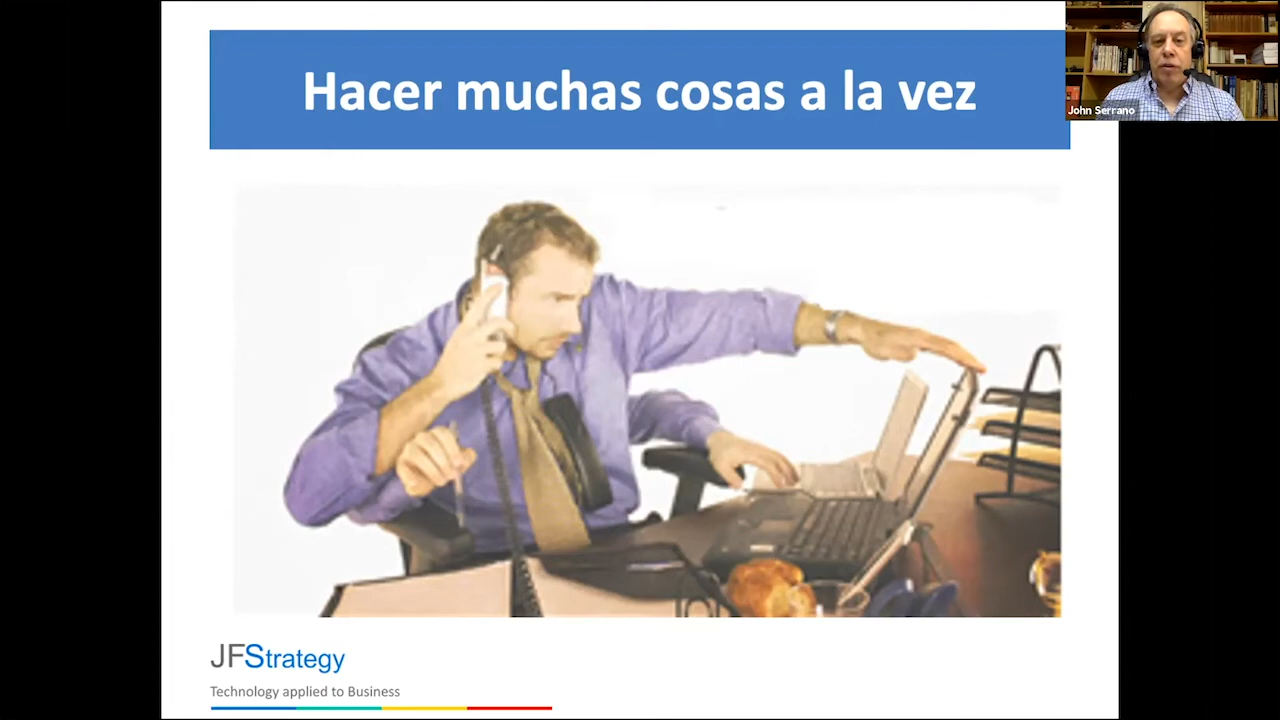 Hacer muchas cosas a la vez
John Serrano
JFStrategy
Technology applied to Business